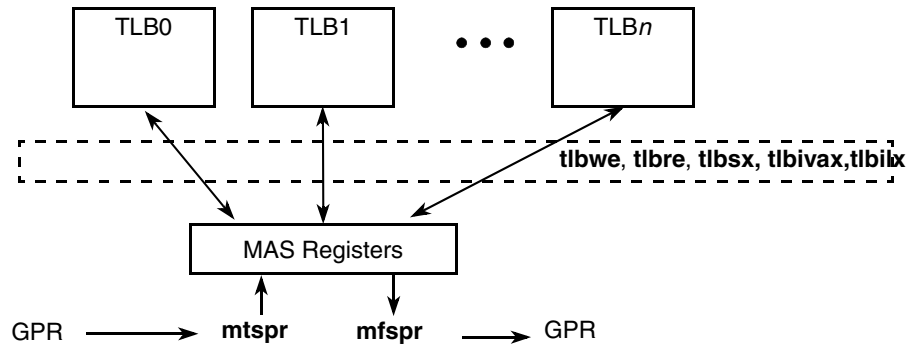 TLB0 TLB1 TLBn
tlbwe, tlbre, tlbsx, tlbivax,tlbilx
MAS Registers
GPR mtspr mfspr GPR